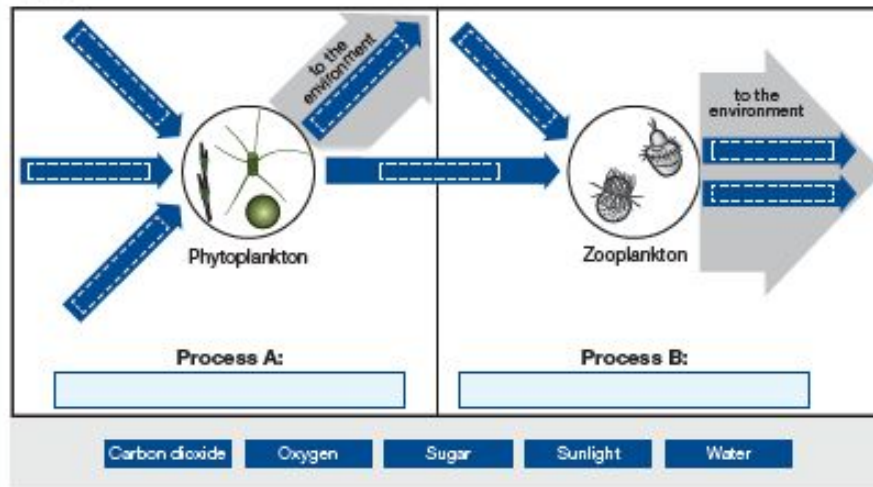 to the
environment
to the
environment
Phytoplankton
Zooplankton
Process A:
Process B:
Carbon dioxide
Oxygen
Sugar
Sunlight
Water